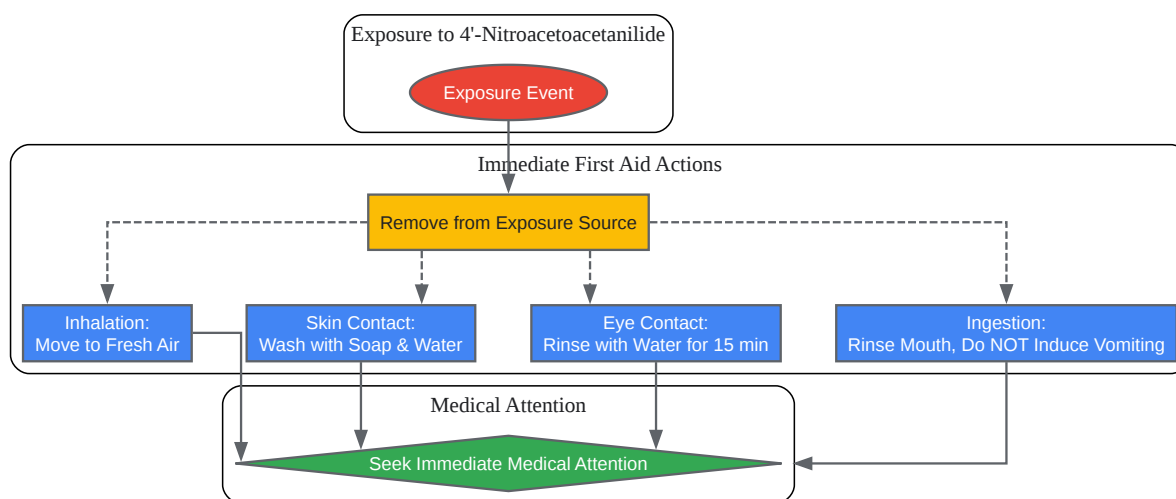 Exposure to 4'-Nitroacetoacetanilide
Exposure Event
Immediate First Aid Actions
Remove from Exposure Source
Inhalation:
Move to Fresh Air
Skin Contact:
Wash with Soap & Water
Eye Contact:
Rinse with Water for 15 min
Ingestion:
Rinse Mouth, Do NOT Induce Vomiting
Medical Attention
Seek Immediate Medical Attention